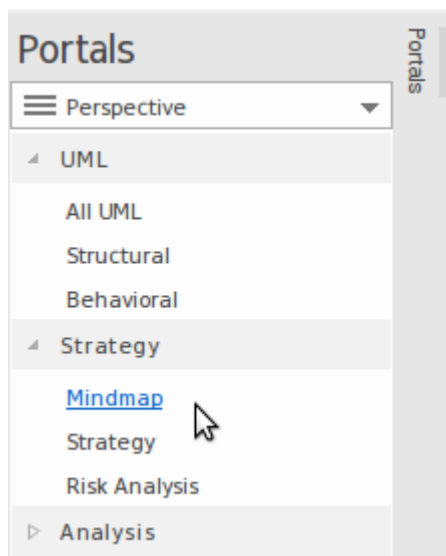 Portals
Portals
Perspective
UML
All UML
Structural
Behavioral
Strategy
Mindmap
Strategy
Risk Analysis
Analysis